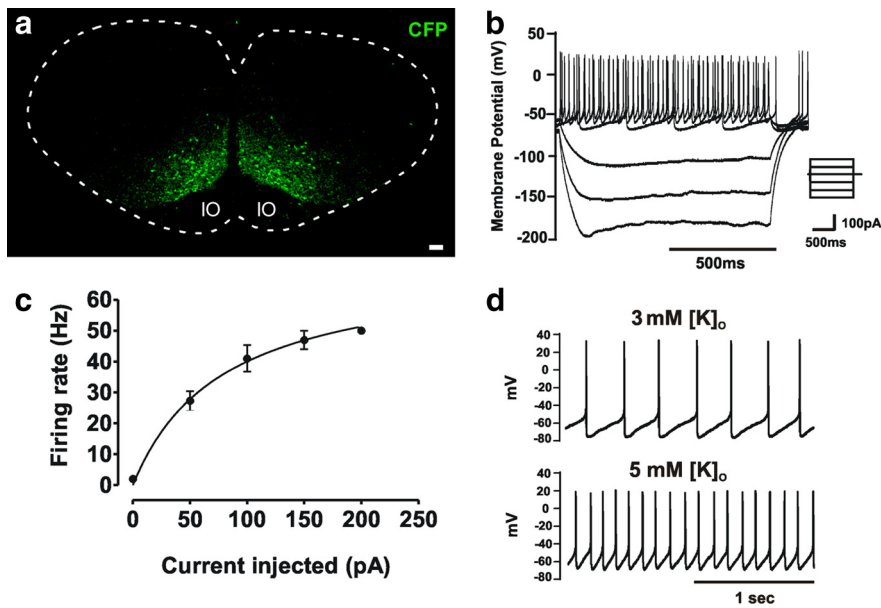 a
CFP
IO IO
b
Membrane Potential (mV)
50
0
-50
-100
-150
-200
500ms
100pA
500ms
c
Firing rate (Hz)
60
50
40
30
20
10
0
0 50 100 150 200 250
Current injected (pA)
d
3 mM [K]o
mV
40
20
0
-20
-40
-60
-80
5 mM [K]o
mV
40
20
0
-20
-40
-60
-80
1 sec